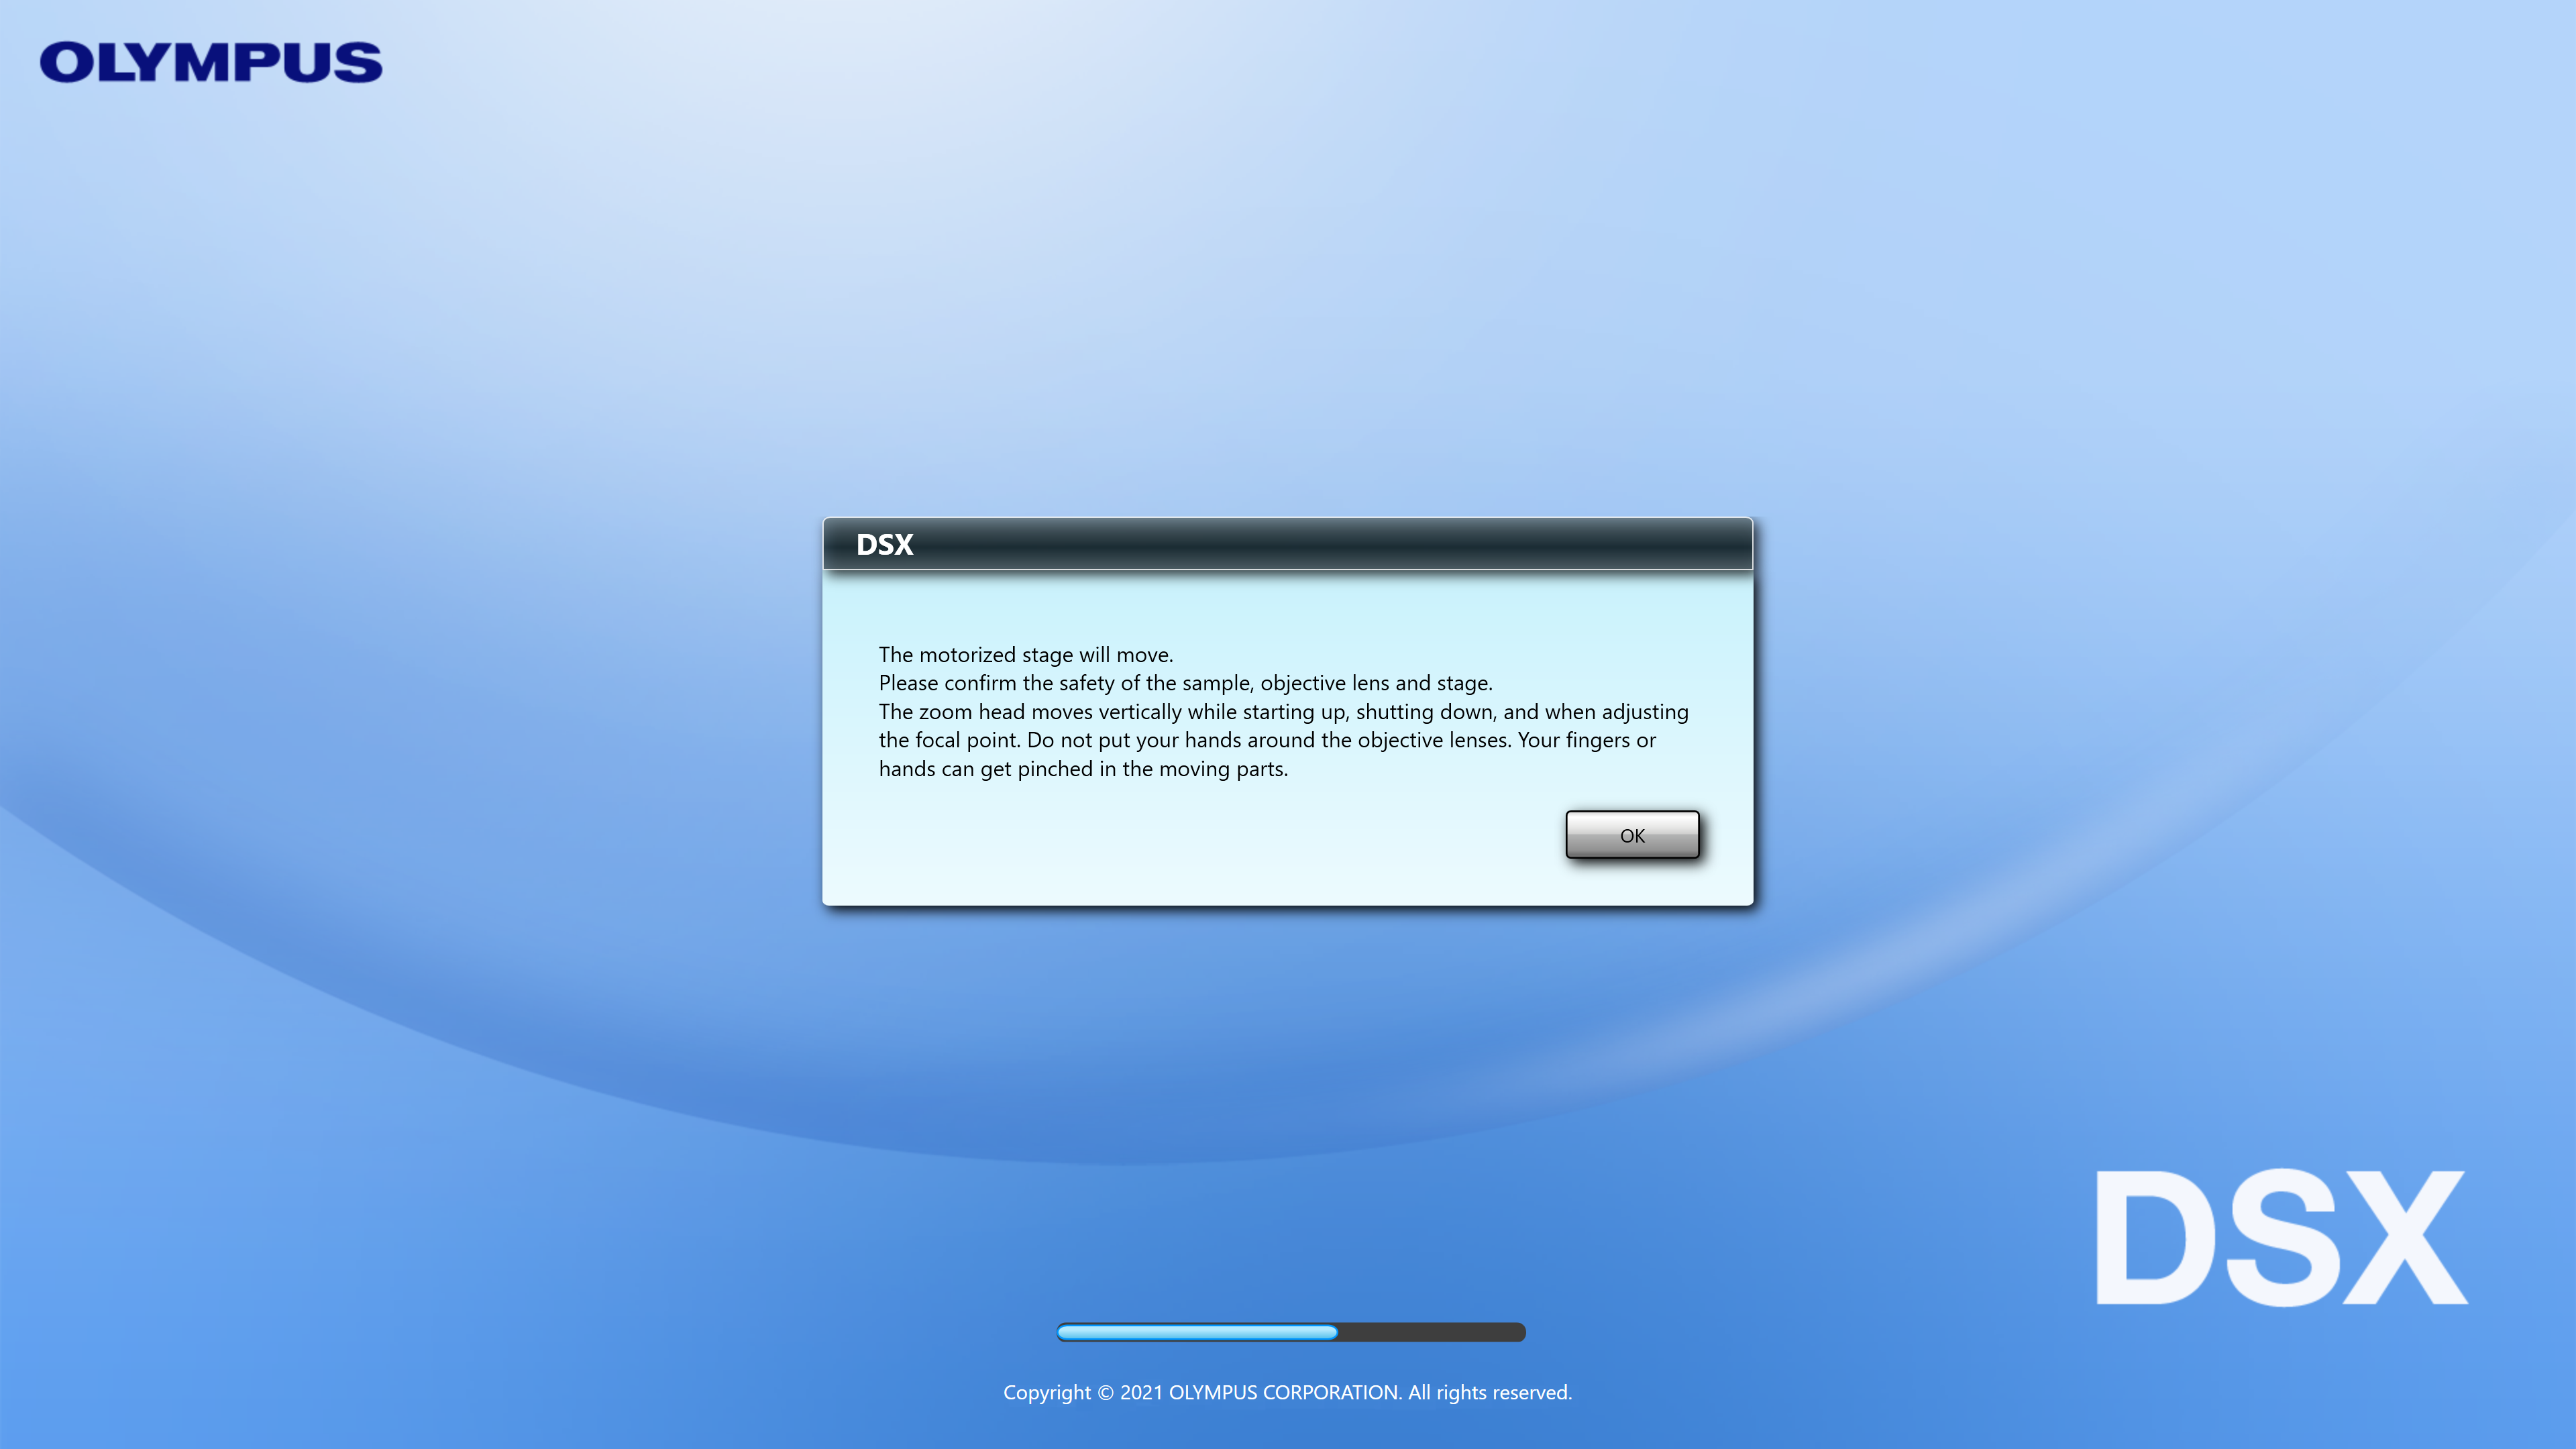 OLYMPUS
DSX
The motorized stage will move.
Please confirm the safety of the sample, objective lens and stage.
The zoom head moves vertically while starting up, shutting down, and when adjusting
the focal point. Do not put your hands around the objective lenses. Your fingers or
hands can get pinched in the moving parts.
OK
DSX
Copyright © 2021 OLYMPUS CORPORATION. All rights reserved.